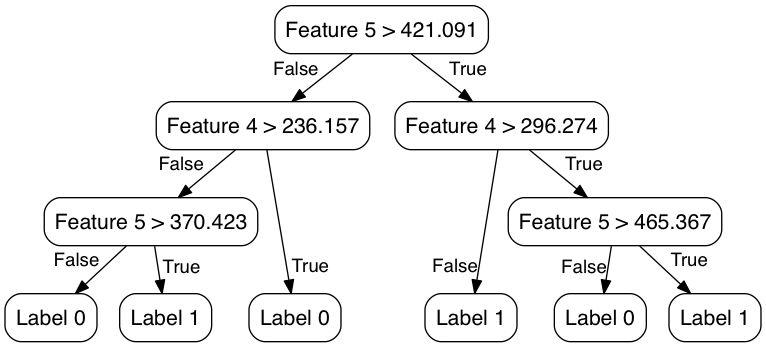 Feature 5 > 421.091
False
True
Feature 4 > 236.157
Feature 4 > 296.274
False
True
Feature 5 > 370.423
Feature 5 > 465.367
False
True
True
False
False
True
Label 0
Label 1
Label 0
Label 1
Label 0
Label 1